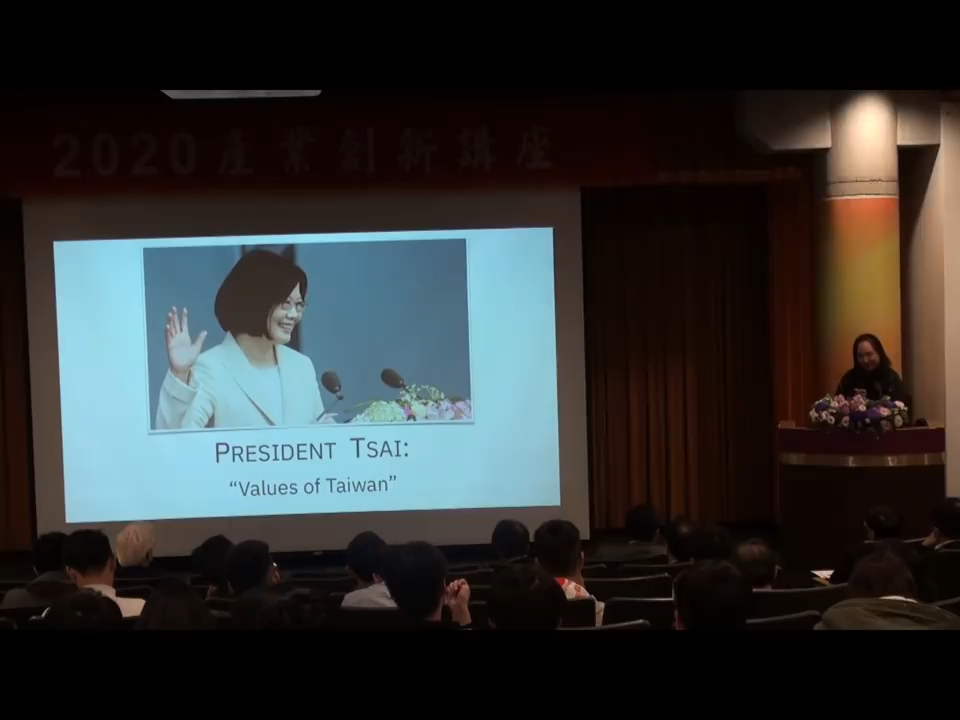 2020產業創新講座
PRESIDENT TSAI:
“Values of Taiwan”